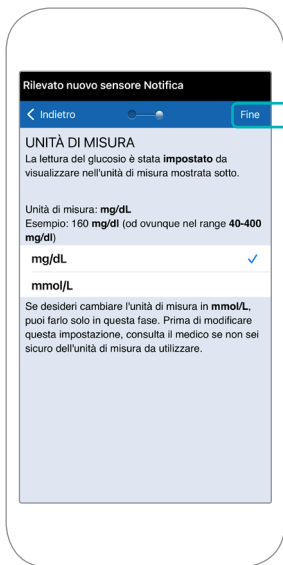 Rilevato nuovo sensore Notifica
Indietro
Fine
UNITÀ DI MISURA
La lettura del glucosio è stata impostato da
visualizzare nell'unità di misura mostrata sotto.
Unità di misura: mg/dL
Esempio: 160 mg/dl (od ovunque nel range 40-400
mg/dl)
mg/dL
mmol/L
Se desideri cambiare l'unità di misura in mmol/L,
puoi farlo solo in questa fase. Prima di modificare
questa impostazione, consulta il medico se non sei
sicuro dell'unità di misura da utilizzare.